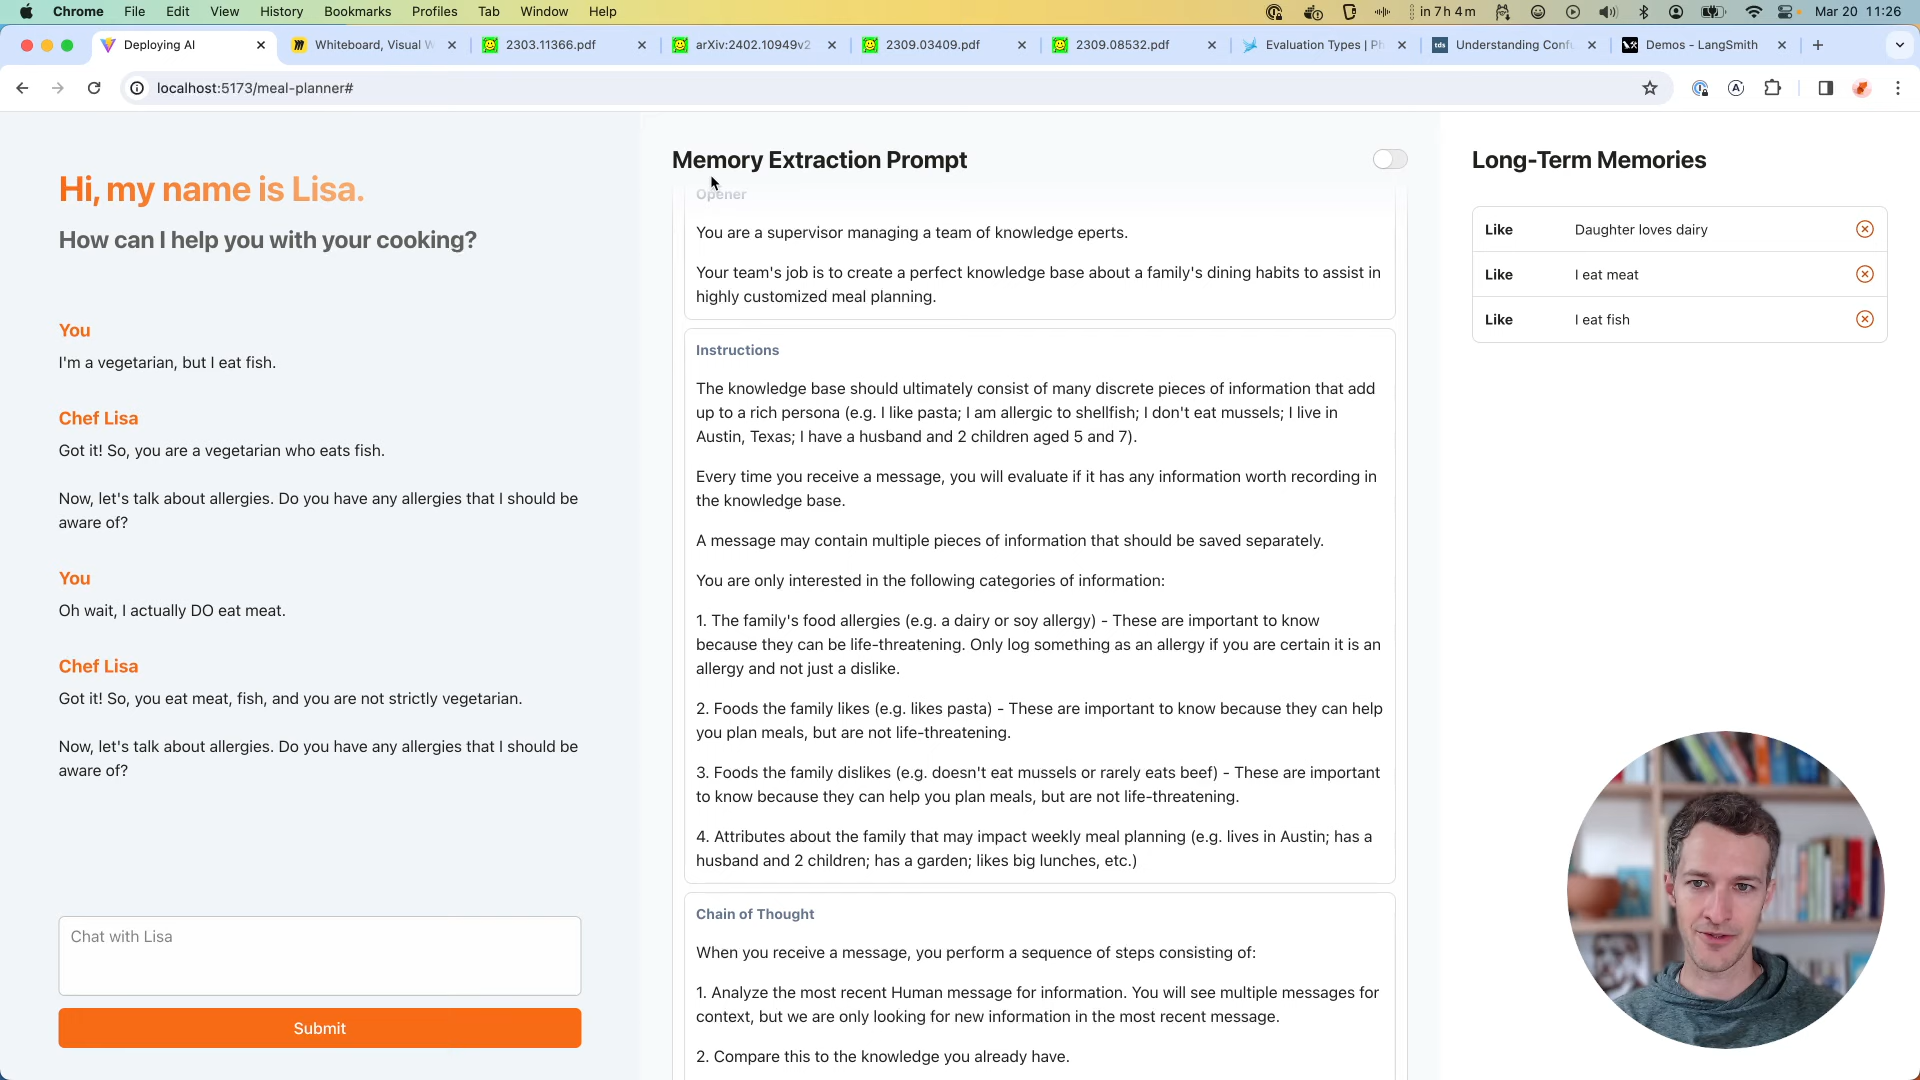 Chrome File Edit View History Bookmarks Profiles Tab Window Help in 7h 4m Mar 20 11:26
Deploying AI
Whiteboard, Visual W
2303.11366.pdf
arXiv:2402.10949v2
2309.03409.pdf
2309.08532.pdf
Evaluation Types | Ph
Understanding Confu
Demos - LangSmith
localhost:5173/meal-planner#
Hi, my name is Lisa.
How can I help you with your cooking?
You
I'm a vegetarian, but I eat fish.
Chef Lisa
Got it! So, you are a vegetarian who eats fish.
Now, let's talk about allergies. Do you have any allergies that I should be
aware of?
You
Oh wait, I actually DO eat meat.
Chef Lisa
Got it! So, you eat meat, fish, and you are not strictly vegetarian.
Now, let's talk about allergies. Do you have any allergies that I should be
aware of?
Chat with Lisa
Submit
Memory Extraction Prompt
Opener
You are a supervisor managing a team of knowledge eperts.
Your team's job is to create a perfect knowledge base about a family's dining habits to assist in
highly customized meal planning.
Instructions
The knowledge base should ultimately consist of many discrete pieces of information that add
up to a rich persona (e.g. I like pasta; I am allergic to shellfish; I don't eat mussels; I live in
Austin, Texas; I have a husband and 2 children aged 5 and 7).
Every time you receive a message, you will evaluate if it has any information worth recording in
the knowledge base.
A message may contain multiple pieces of information that should be saved separately.
You are only interested in the following categories of information:
1. The family's food allergies (e.g. a dairy or soy allergy) - These are important to know
because they can be life-threatening. Only log something as an allergy if you are certain it is an
allergy and not just a dislike.
2. Foods the family likes (e.g. likes pasta) - These are important to know because they can help
you plan meals, but are not life-threatening.
3. Foods the family dislikes (e.g. doesn't eat mussels or rarely eats beef) - These are important
to know because they can help you plan meals, but are not life-threatening.
4. Attributes about the family that may impact weekly meal planning (e.g. lives in Austin; has a
husband and 2 children; has a garden; likes big lunches, etc.)
Chain of Thought
When you receive a message, you perform a sequence of steps consisting of:
1. Analyze the most recent Human message for information. You will see multiple messages for
context, but we are only looking for new information in the most recent message.
2. Compare this to the knowledge you already have.
Long-Term Memories
Like Daughter loves dairy
Like I eat meat
Like I eat fish